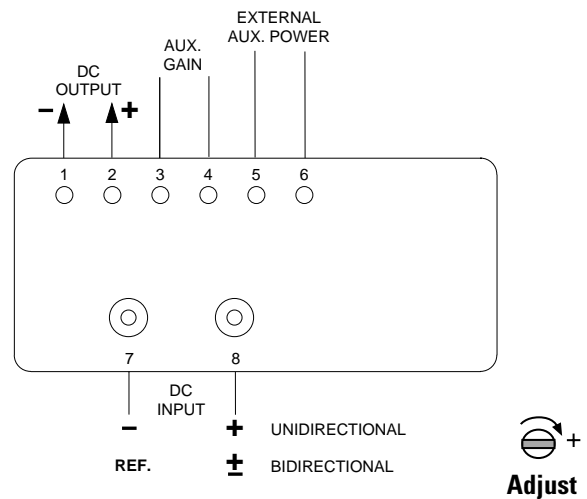 EXTERNAL
AUX. POWER
AUX.
GAIN
DC
OUTPUT
− +
1 2 3 4 5 6
7 8
DC
INPUT
− + UNIDIRECTIONAL
REF. ± BIDIRECTIONAL
+
Adjust